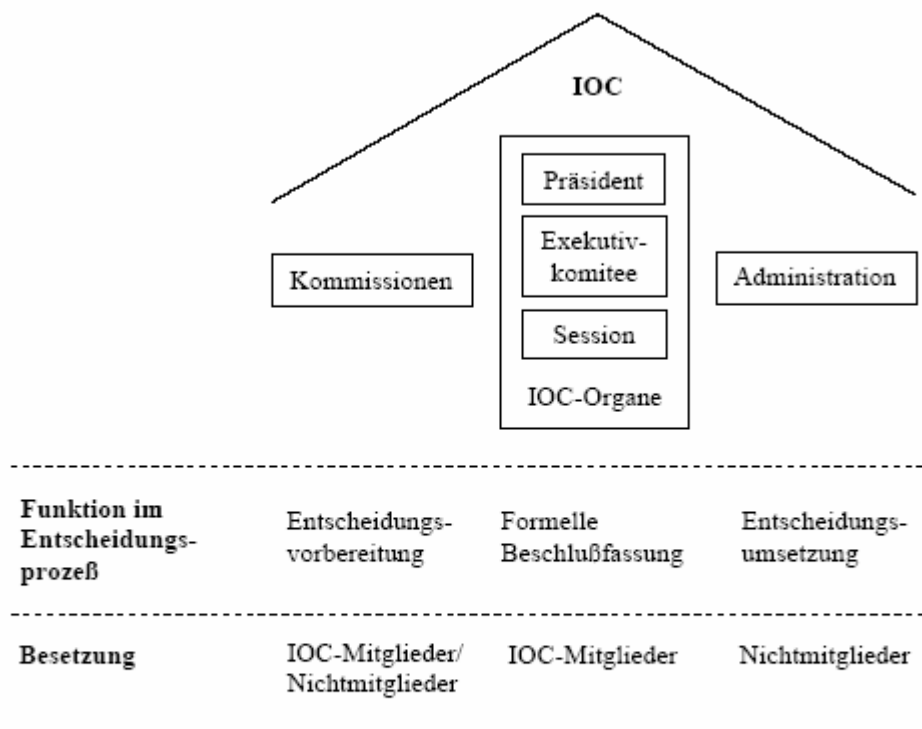 IOC
Präsident
Exekutiv-
komitee
Session
IOC-Organe
Kommissionen
Administration
Funktion im
Entscheidungs-
prozeß
Entscheidungs-
vorbereitung
Formelle
Beschlußfassung
Entscheidungs-
umsetzung
Besetzung
IOC-Mitglieder/
Nichtmitglieder
IOC-Mitglieder
Nichtmitglieder